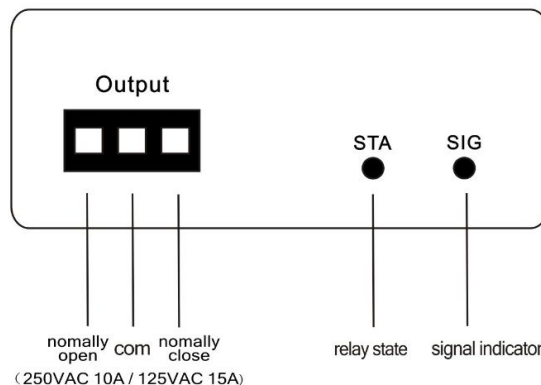 Output
STA SIG
nomally open com nomally close relay state signal indicator
(250VAC 10A / 125VAC 15A)